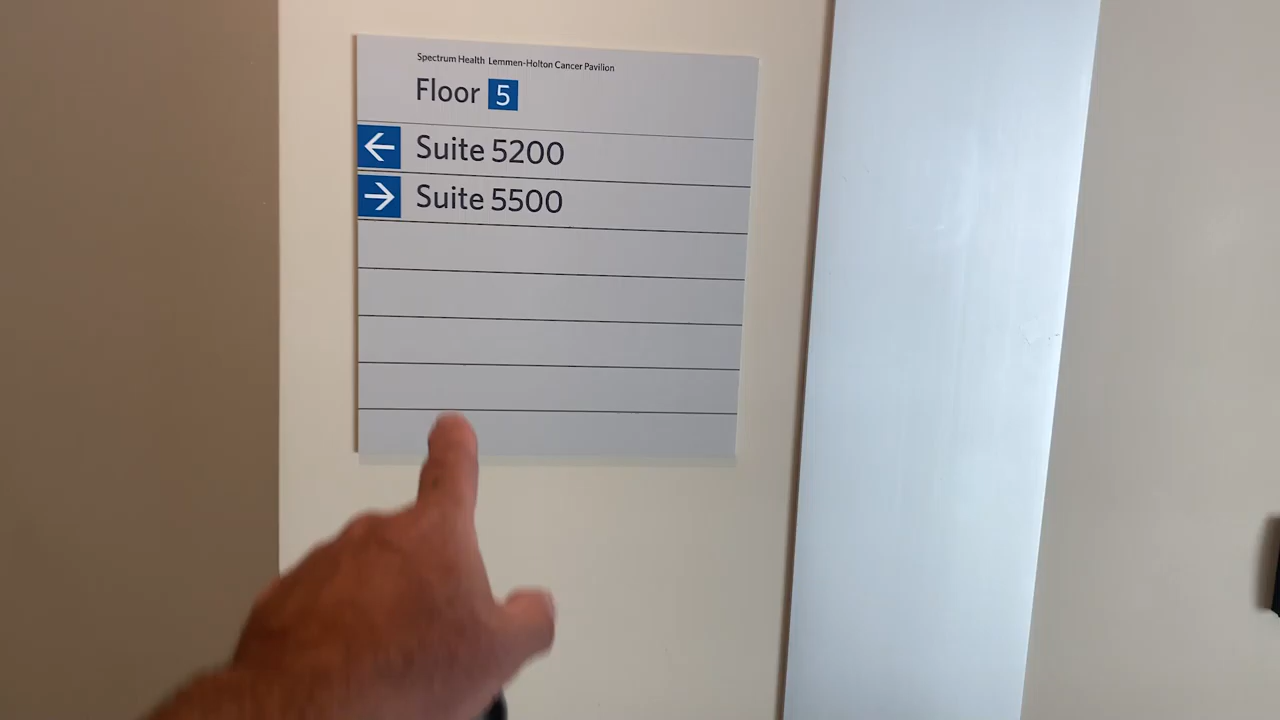 Spectrum Health Lemmen-Holton Cancer Pavilion
Floor 5
← Suite 5200
→ Suite 5500